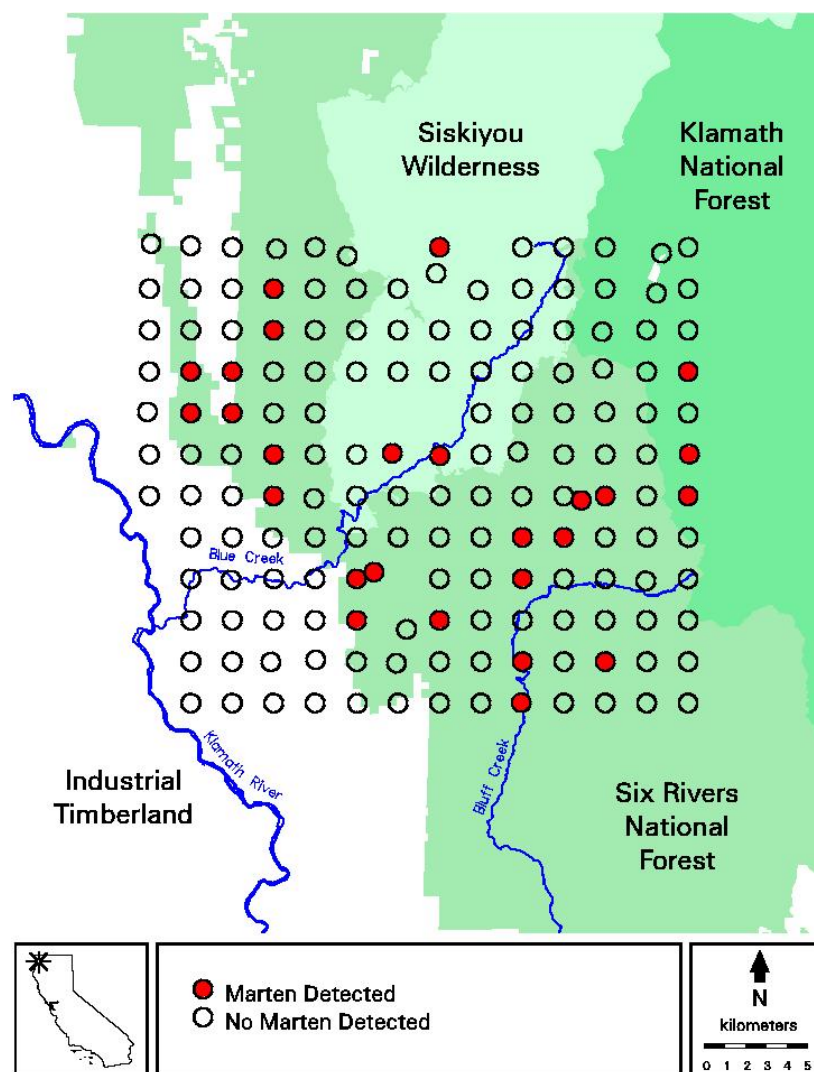 Siskiyou
Wilderness
Klamath
National
Forest
Blue Creek
Klamath River
Bluff Creek
Industrial
Timberland
Six Rivers
National
Forest
Marten Detected
No Marten Detected
N
kilometers
0 1 2 3 4 5